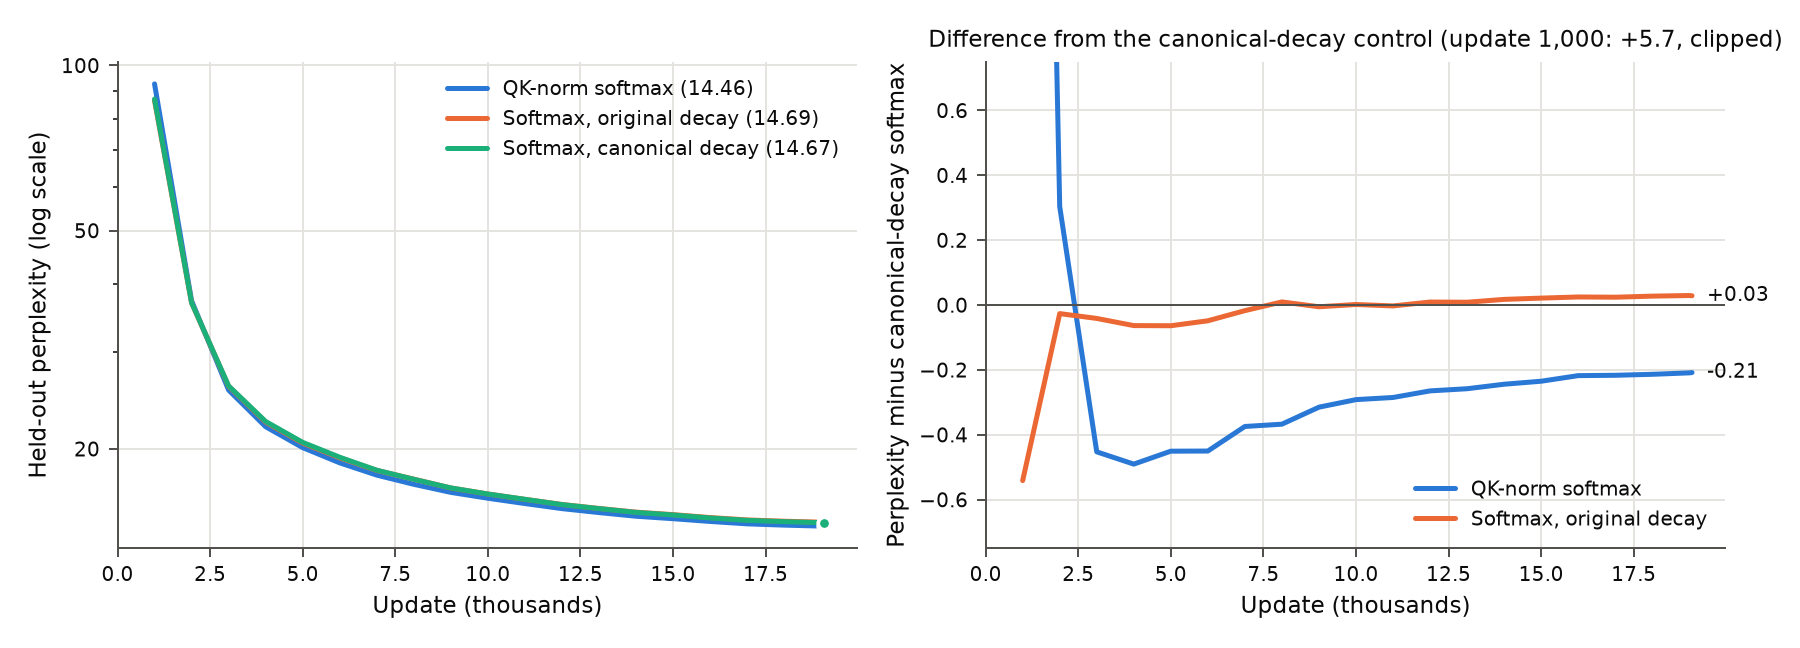 Held-out perplexity (log scale)
100
50
20
QK-norm softmax (14.46)
Softmax, original decay (14.69)
Softmax, canonical decay (14.67)
0.0 2.5 5.0 7.5 10.0 12.5 15.0 17.5
Update (thousands)
Difference from the canonical-decay control (update 1,000: +5.7, clipped)
Perplexity minus canonical-decay softmax
0.6
0.4
0.2
0.0
−0.2
−0.4
−0.6
+0.03
-0.21
QK-norm softmax
Softmax, original decay
0.0 2.5 5.0 7.5 10.0 12.5 15.0 17.5
Update (thousands)